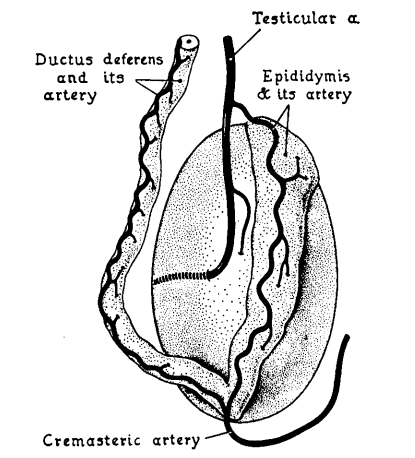 Testicular a
Ductus deferens
and its
artery
Epididymis
& its artery
Cremasteric artery